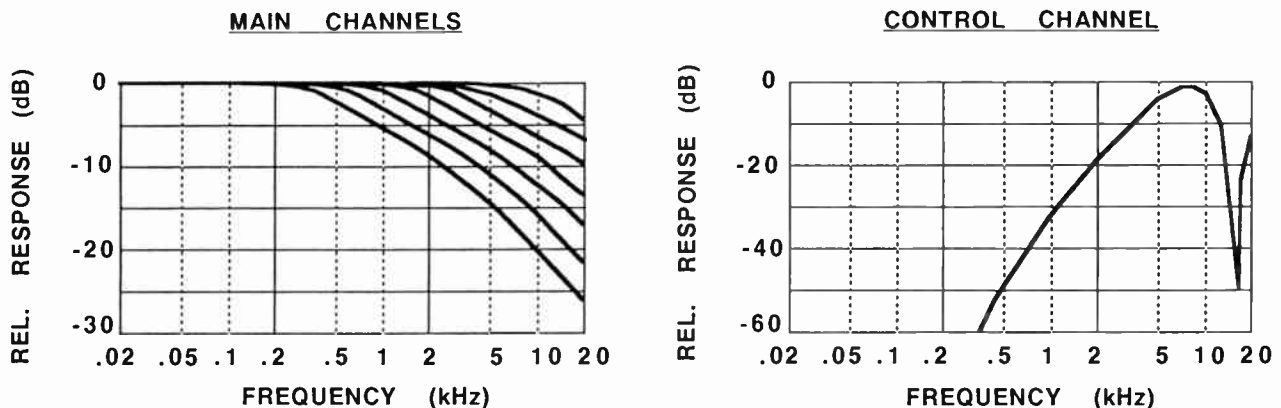 MAIN CHANNELS
REL. RESPONSE (dB)
0
-10
-20
-30
.02 .05 .1 .2 .5 1 2 5 10 20
FREQUENCY (kHz)
CONTROL CHANNEL
REL. RESPONSE (dB)
0
-20
-40
-60
.02 .05 .1 .2 .5 1 2 5 10 20
FREQUENCY (kHz)